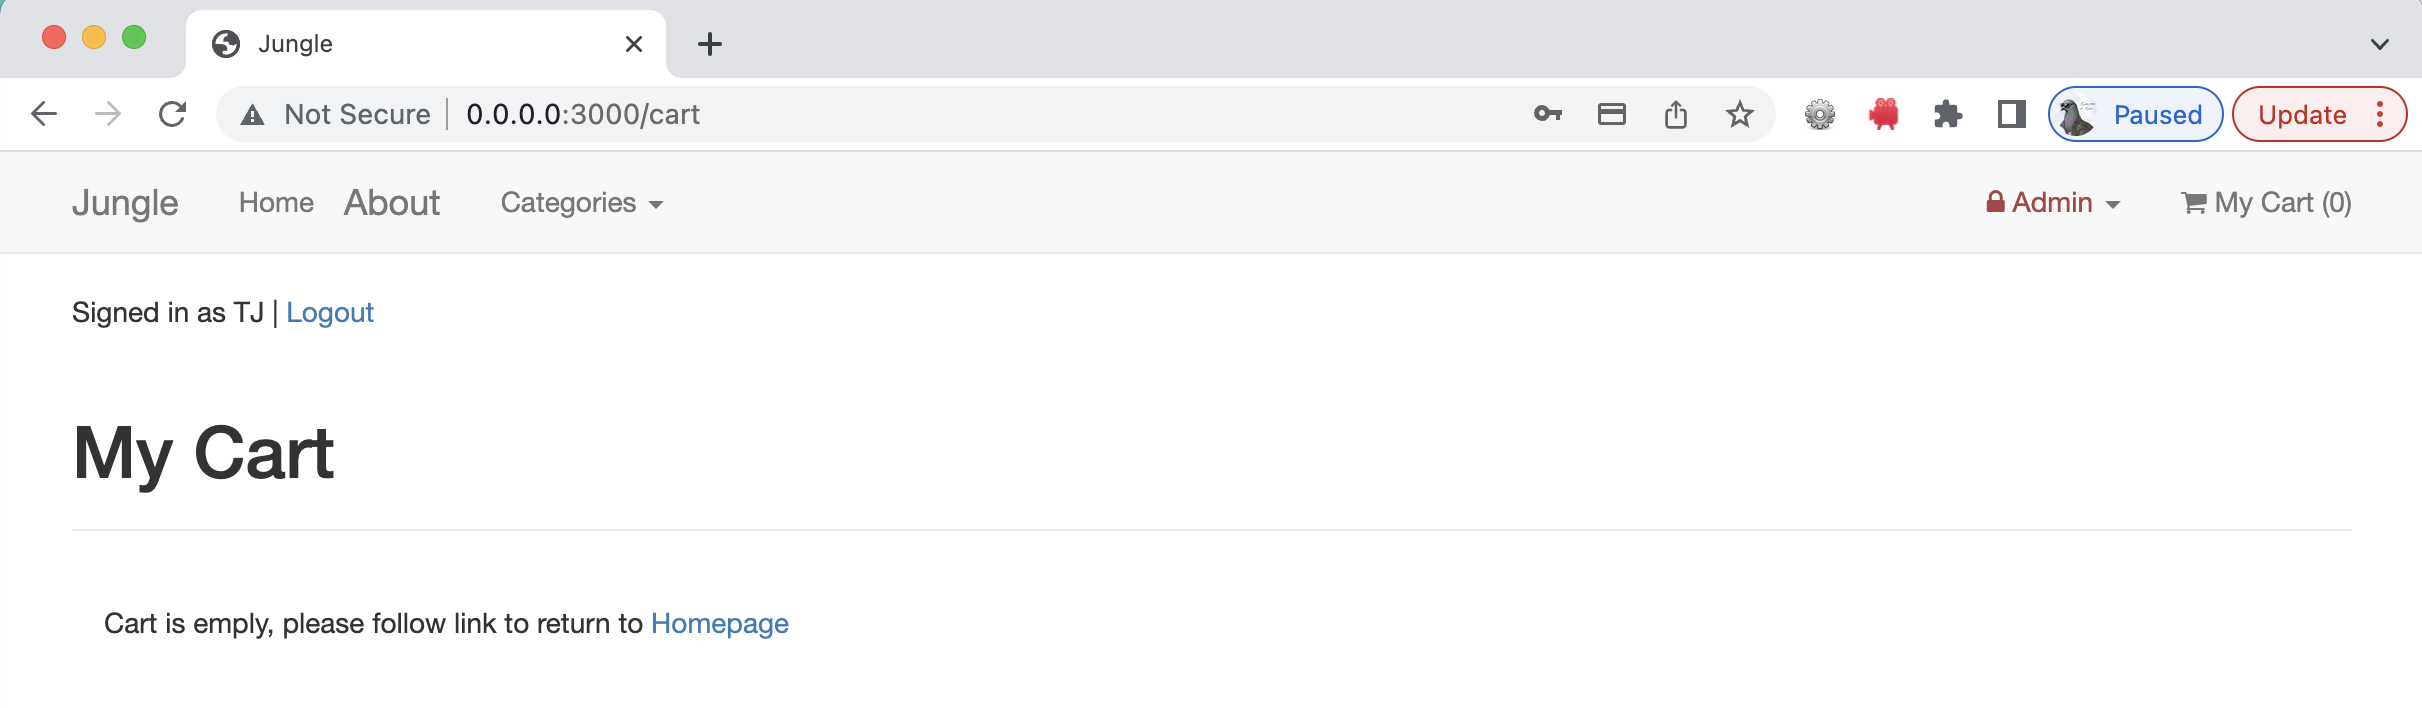 Jungle
Not Secure 0.0.0.0:3000/cart Paused Update
Jungle Home About Categories Admin My Cart (0)
Signed in as TJ | Logout
My Cart
Cart is emply, please follow link to return to Homepage